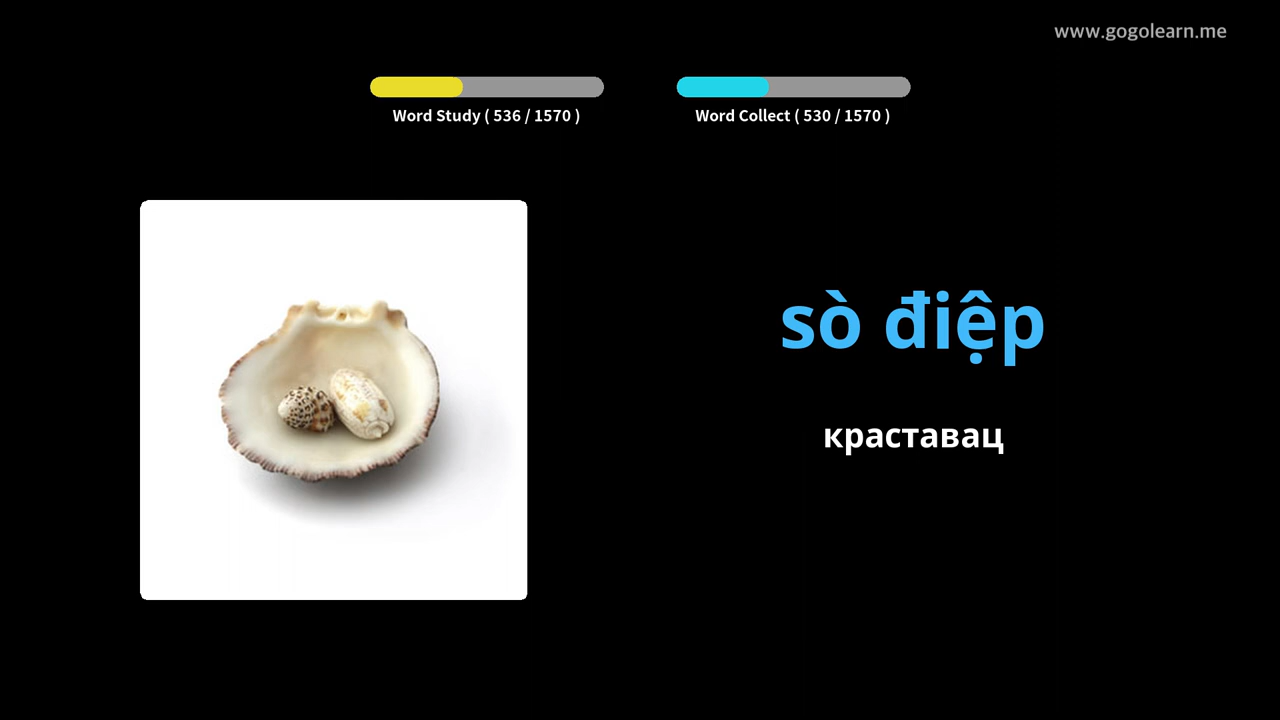 www.gogolearn.me
Word Study ( 536 / 1570 )
Word Collect ( 530 / 1570 )
sò điệp
краставац